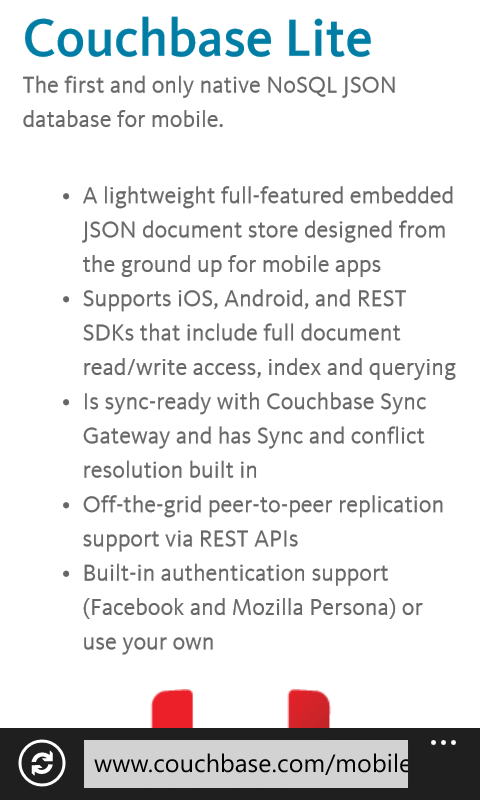 Couchbase Lite
The first and only native NoSQL JSON
database for mobile.
• A lightweight full-featured embedded
JSON document store designed from
the ground up for mobile apps
• Supports iOS, Android, and REST
SDKs that include full document
read/write access, index and querying
• Is sync-ready with Couchbase Sync
Gateway and has Sync and conflict
resolution built in
• Off-the-grid peer-to-peer replication
support via REST APIs
• Built-in authentication support
(Facebook and Mozilla Persona) or
use your own
www.couchbase.com/mobile